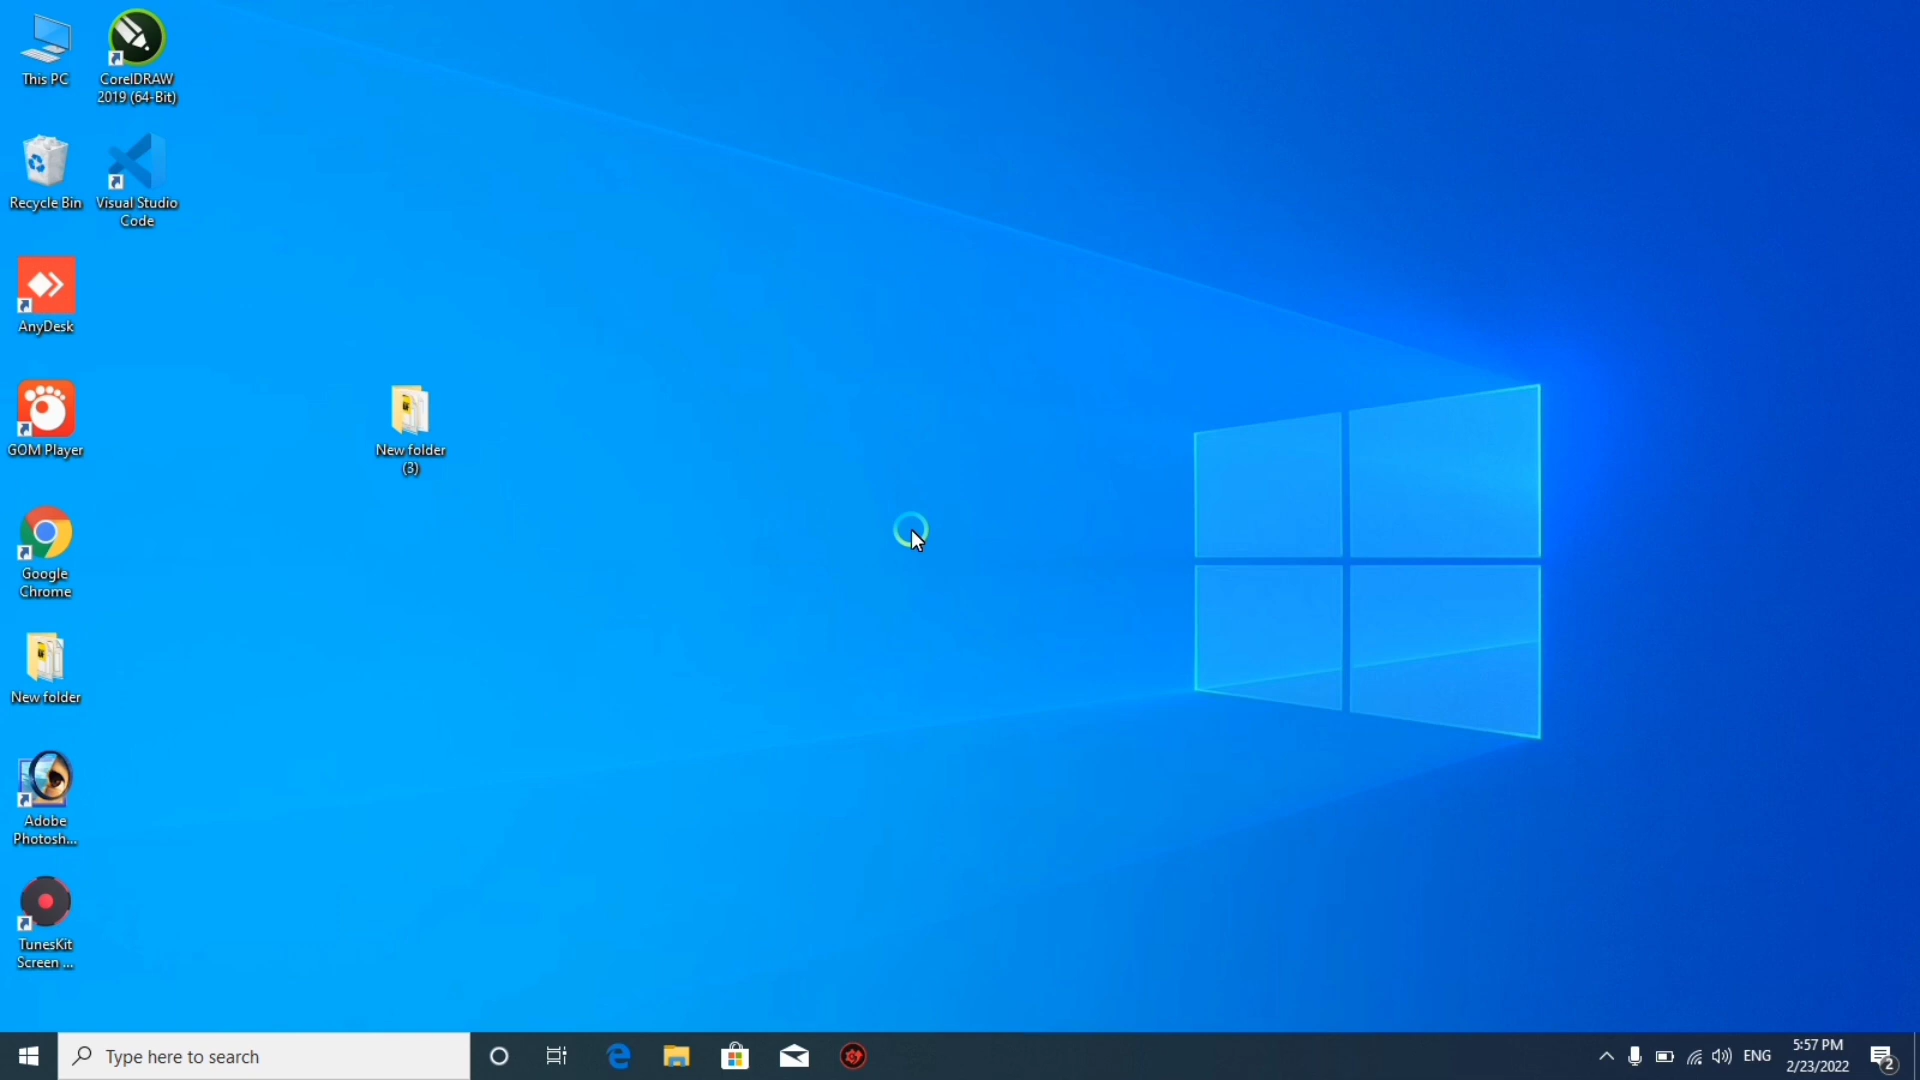 This PC
CorelDRAW
2019 (64-Bit)
Recycle Bin
Visual Studio
Code
AnyDesk
GOM Player
New folder
(3)
Google
Chrome
New folder
Adobe
Photosh...
TunesKit
Screen ...
Type here to search
ENG
5:57 PM
2/23/2022
2